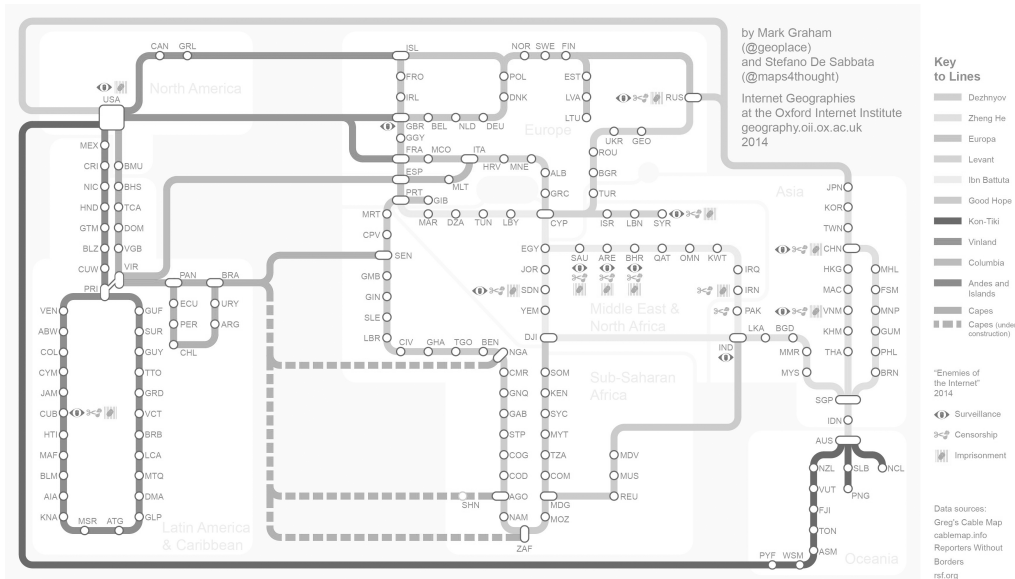 by Mark Graham
(@geoplace)
and Stefano De Sabbata
(@maps4thought)
Internet Geographies
at the Oxford Internet Institute
geography.oii.ox.ac.uk
2014
North America
Europe
Asia
Middle East &
North Africa
Sub-Saharan
Africa
Latin America
& Caribbean
Oceania
CAN GRL
USA
ISL
NOR SWE FIN
FRO
IRL
POL
DNK
EST
LVA
LTU
RUS
GBR BEL NLD DEU
GGY
UKR GEO
FRA MCO ITA
HRV MNE
ROU
ESP
MLT
ALB
BGR
PRT GIB
GRC
TUR
MRT
MAR DZA TUN LBY
CYP
ISR LBN SYR
CPV
SEN
EGY
SAU ARE BHR QAT OMN KWT
GMB
JOR
IRQ
GIN
SDN
IRN
SLE
YEM
PAK
LBR
CIV GHA TGO BEN
NGA
DJI
IND
LKA BGD
MMR
MYS
CMR
GNQ
GAB
STP
COG
COD
AGO
NAM
SHN
ZAF
SOM
KEN
SYC
MYT
TZA
COM
MDG
MOZ
MDV
MUS
REU
MEX
CRI
NIC
HND
GTM
BLZ
CUW
BMU
BHS
TCA
DOM
VGB
VIR
PRI
PAN BRA
ECU
PER
CHL
URY
ARG
VEN
ABW
COL
CYM
JAM
CUB
HTI
MAF
BLM
AIA
KNA
MSR ATG
GUF
SUR
GUY
TTO
GRD
VCT
BRB
LCA
MTQ
DMA
GLP
JPN
KOR
TWN
CHN
HKG
MAC
VNM
KHM
THA
MHL
FSM
MNP
GUM
PHL
BRN
SGP
IDN
AUS
NZL
SLB
NCL
VUT
PNG
FJI
TON
ASM
PYF WSM
Key
to Lines
Dezhnyov
Zheng He
Europa
Levant
Ibn Battuta
Good Hope
Kon-Tiki
Vinland
Columbia
Andes and
Islands
Capes
Capes (under
construction)
"Enemies of
the Internet"
2014
Surveillance
Censorship
Imprisonment
Data sources:
Greg's Cable Map
cablemap.info
Reporters Without
Borders
rsf.org